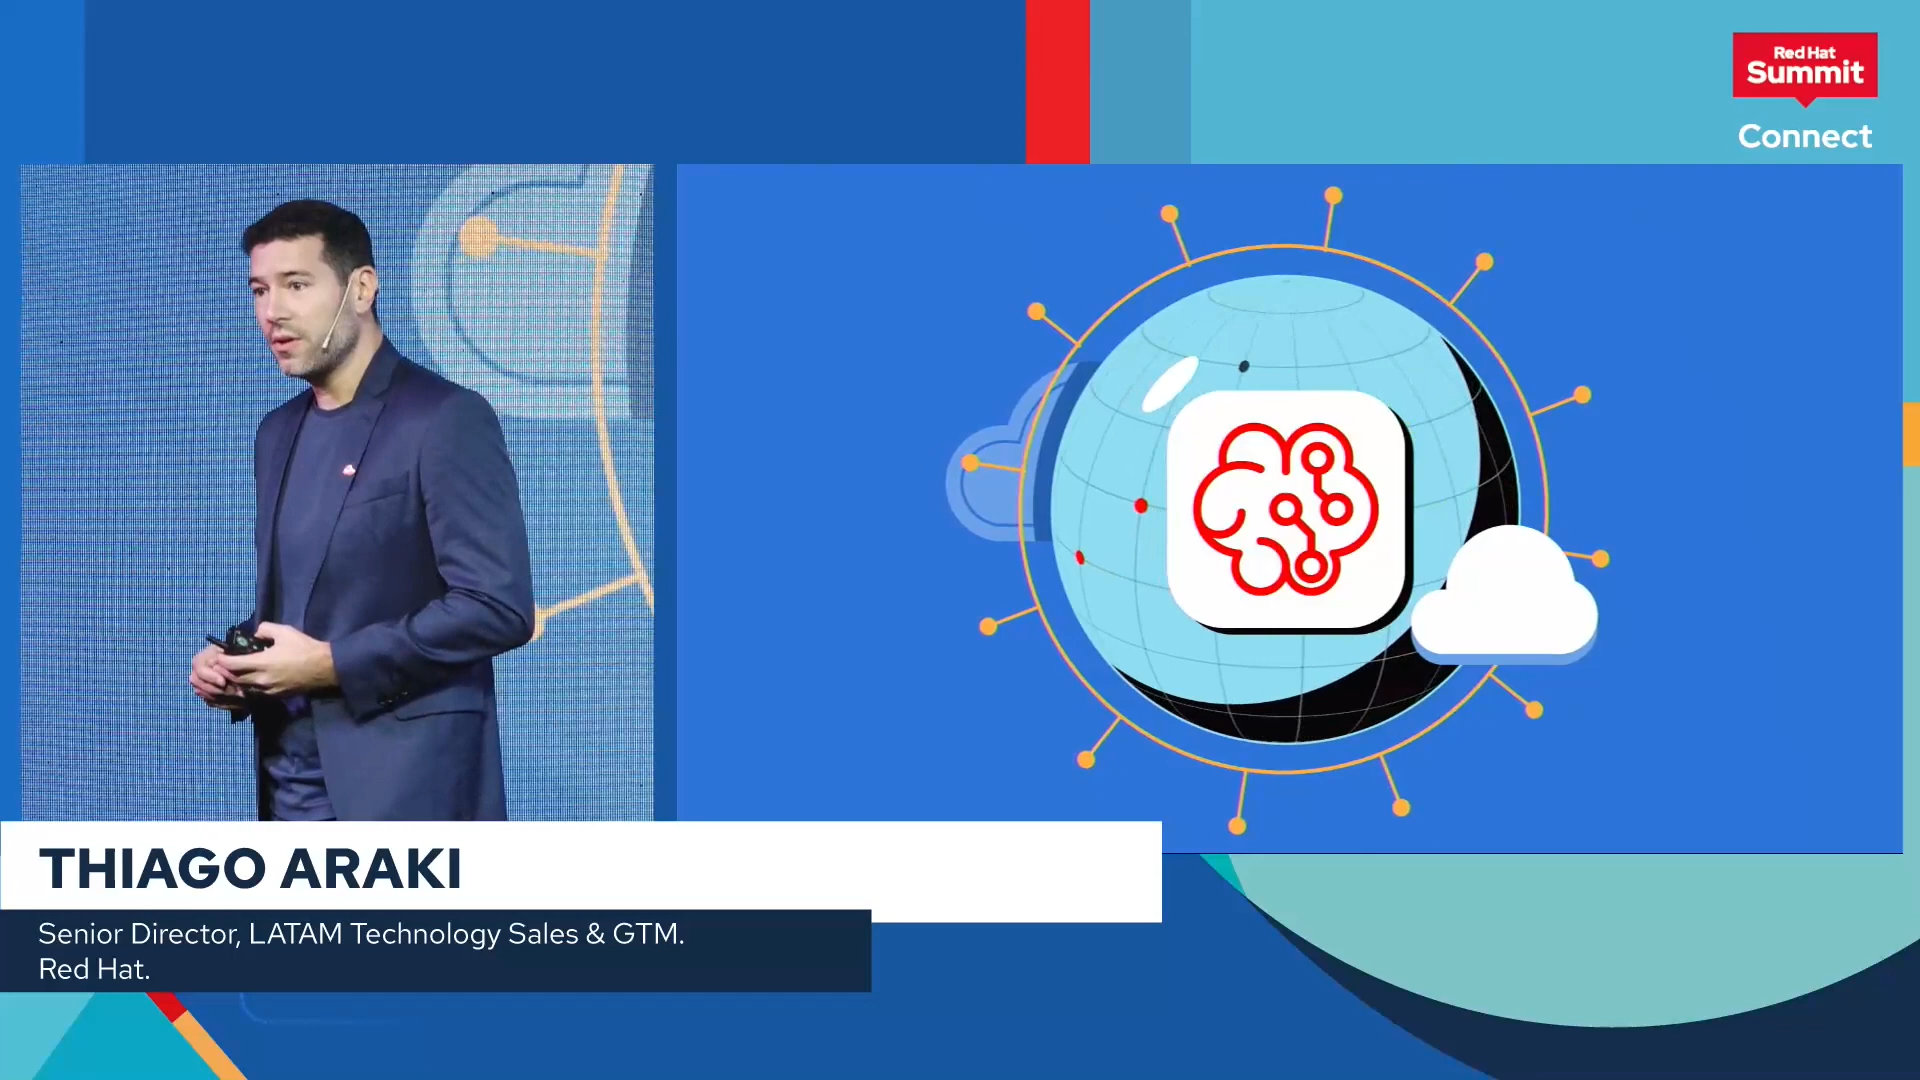 Red Hat
Summit
Connect
THIAGO ARAKI
Senior Director, LATAM Technology Sales & GTM.
Red Hat.